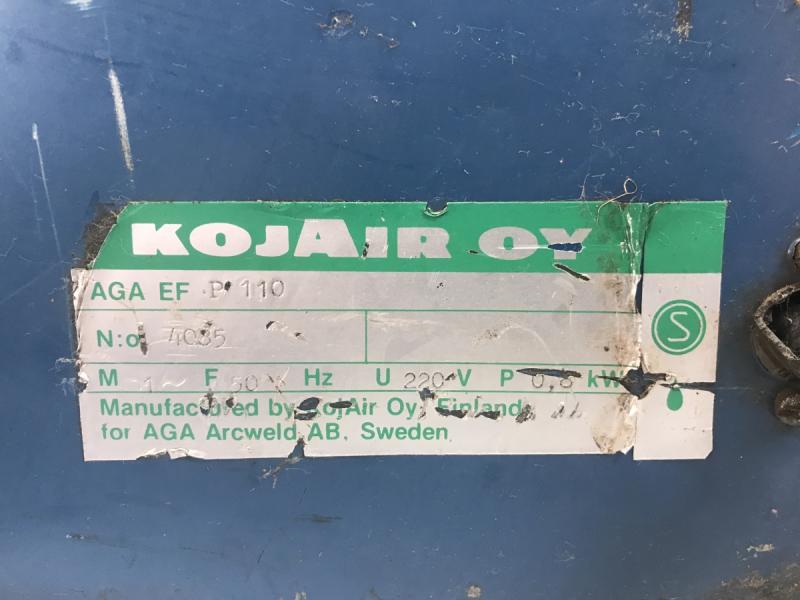 KOJAIR OY
AGA EF P 110
N:o 4085
S
M 1~ F 50 Hz U 220 V P 0,8 kW
Manufactured by KojAir Oy, Finland
for AGA Arcweld AB. Sweden